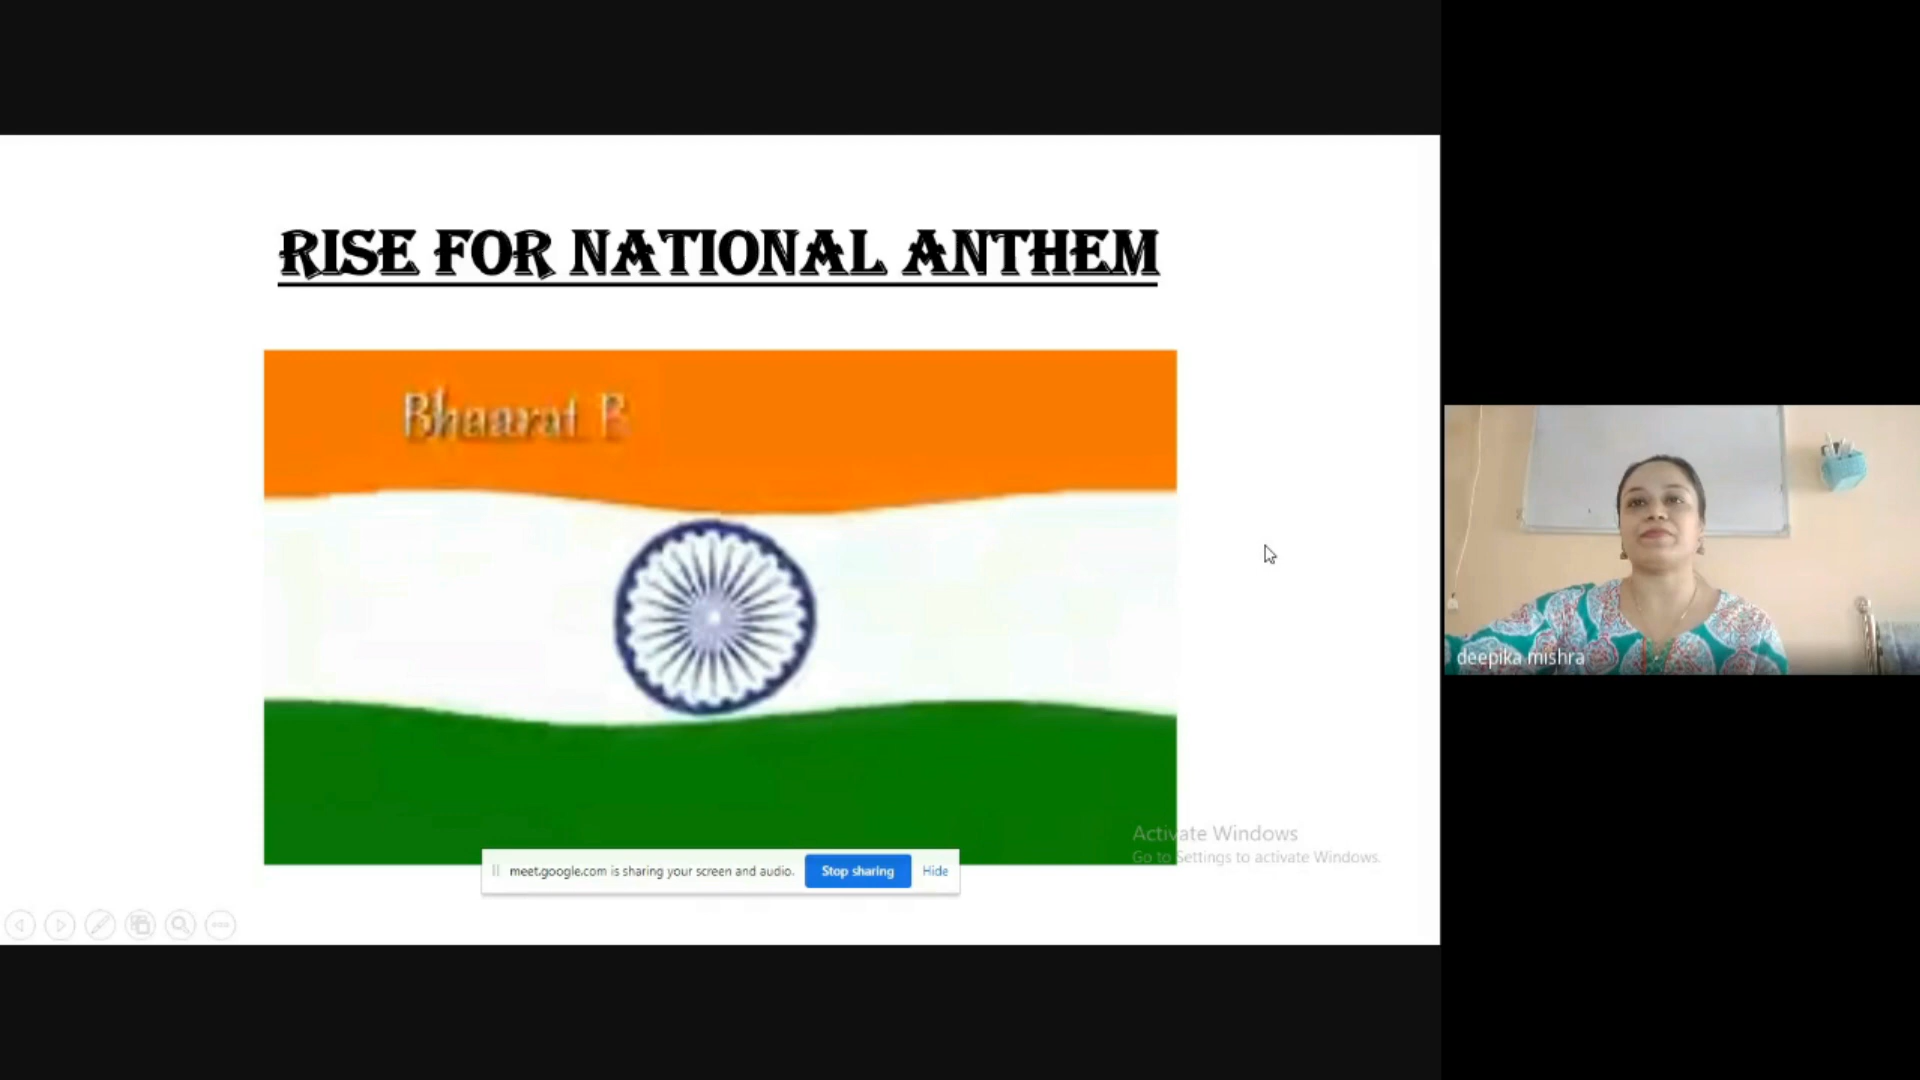 RISE FOR NATIONAL ANTHEM
Bhaarat B
deepika mishra
Activate Windows
Go to Settings to activate Windows.
meet.google.com is sharing your screen and audio. Stop sharing Hide